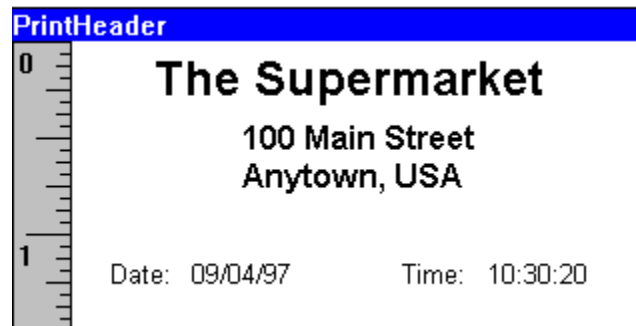 PrintHeader
0
The Supermarket
100 Main Street
Anytown, USA
1
Date: 09/04/97 Time: 10:30:20